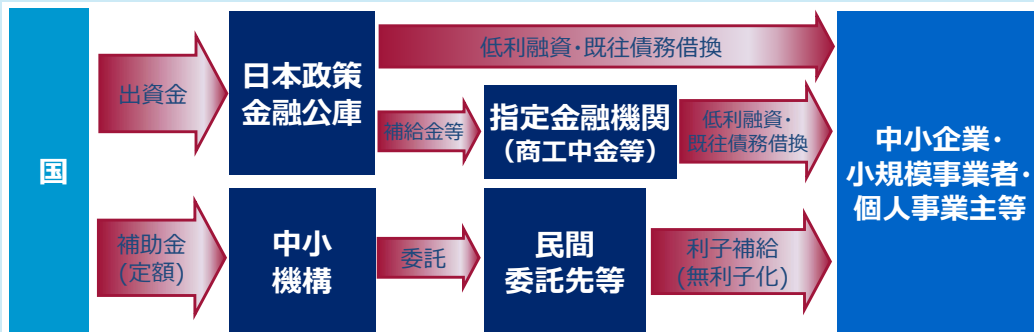 国
出資金
日本政策
金融公庫
低利融資・既往債務借換
補給金等
指定金融機関
（商工中金等）
低利融資・
既往債務借換
補助金
(定額)
中小
機構
委託
民間
委託先等
利子補給
(無利子化)
中小企業・
小規模事業者・
個人事業主等